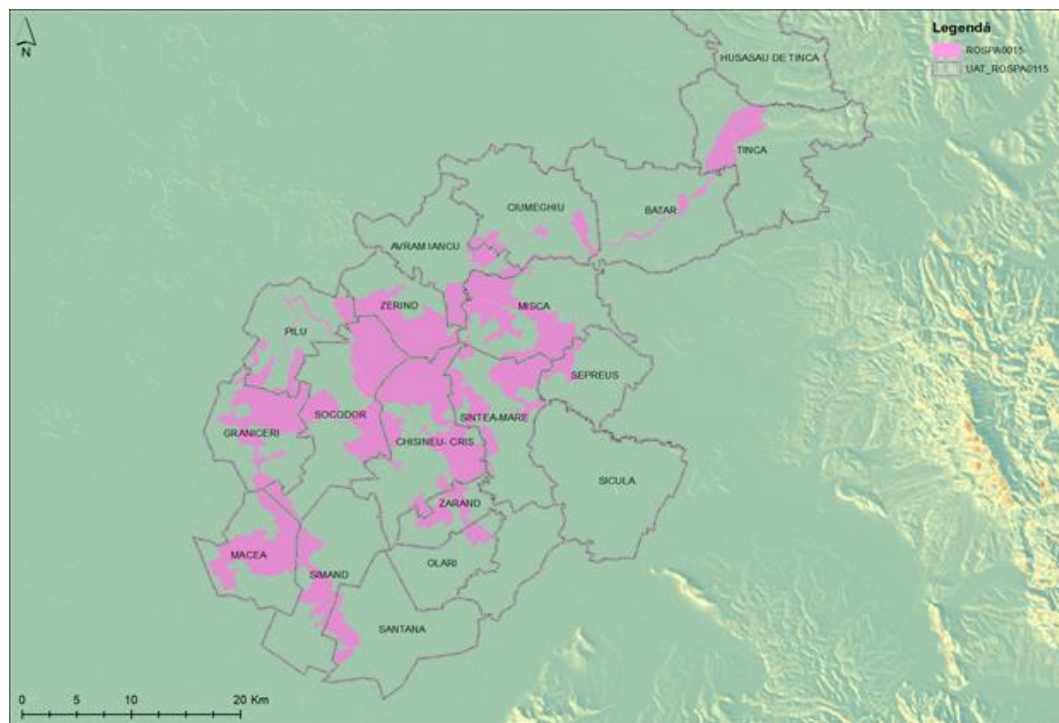 Legendă
N
ROSPA0015
HUSASAU DE TINCA
UAT_ROSPA0115
TINCA
CIUMEGHIU
BATAR
AVRAM IANCU
ZERIND
MISCA
PILU
SEPREUS
SOCODOR
SINTEA-MARE
GRANICERI
CHISINEU- CRIS
SICULA
ZARAND
MACEA
OLARI
SIMAND
SANTANA
0 5 10 20 Km